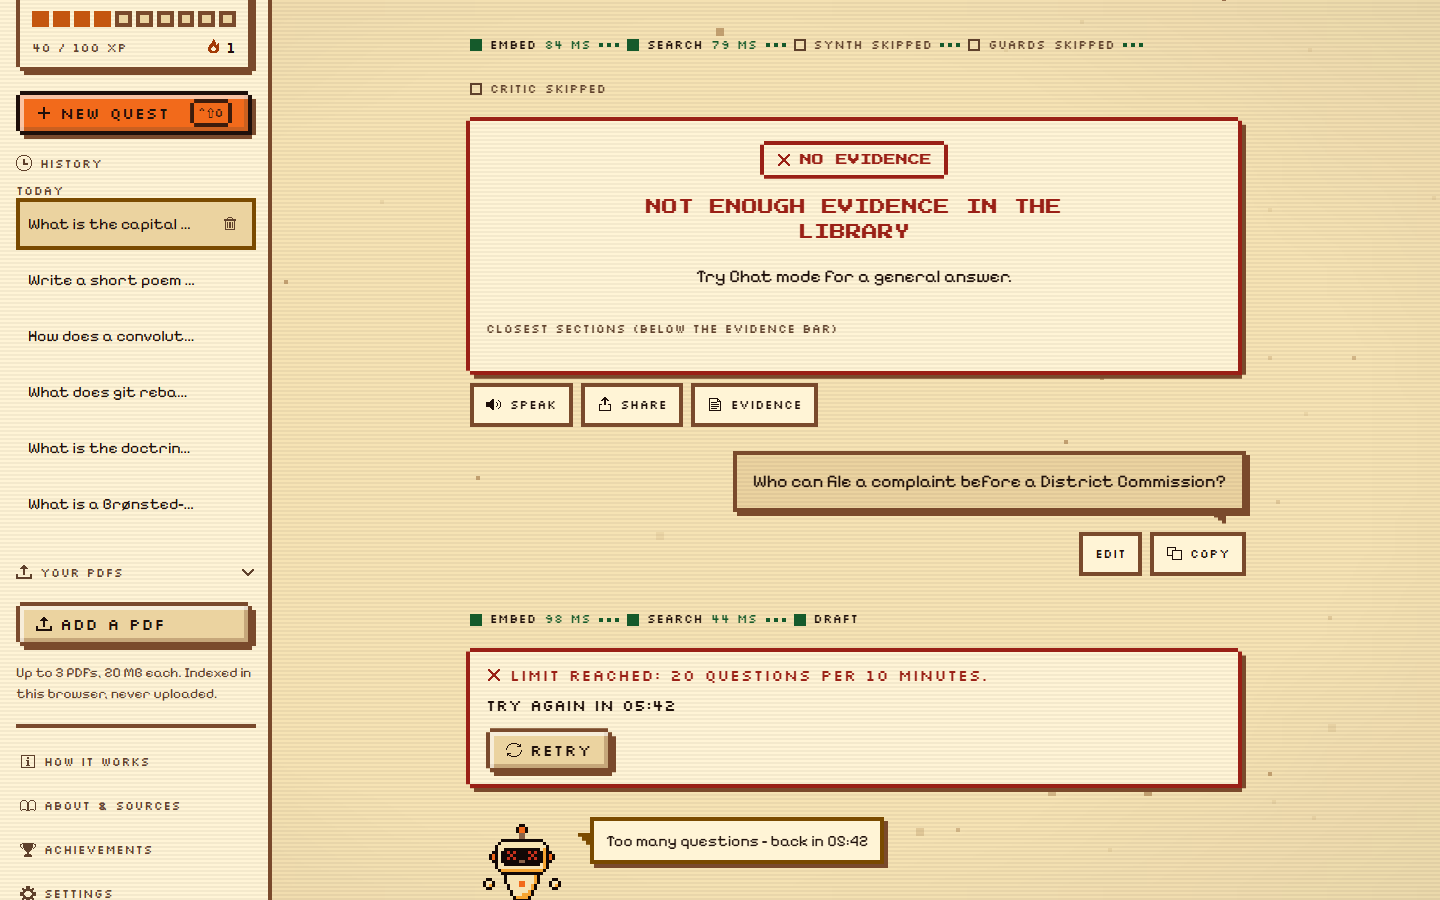 40 / 100 XP
1
+ NEW QUEST
^⇧O
HISTORY
TODAY
What is the capital ...
Write a short poem ...
How does a convolut...
What does git reba...
What is the doctrin...
What is a Brønsted-...
YOUR PDFS
ADD A PDF
Up to 3 PDFs, 20 MB each. Indexed in
this browser, never uploaded.
HOW IT WORKS
ABOUT & SOURCES
ACHIEVEMENTS
SETTINGS
EMBED 84 MS SEARCH 79 MS SYNTH SKIPPED GUARDS SKIPPED
CRITIC SKIPPED
NO EVIDENCE
NOT ENOUGH EVIDENCE IN THE
LIBRARY
Try Chat mode for a general answer.
CLOSEST SECTIONS (BELOW THE EVIDENCE BAR)
SPEAK
SHARE
EVIDENCE
Who can file a complaint before a District Commission?
EDIT
COPY
EMBED 98 MS SEARCH 44 MS DRAFT
LIMIT REACHED: 20 QUESTIONS PER 10 MINUTES.
TRY AGAIN IN 05:42
RETRY
Too many questions - back in 05:42